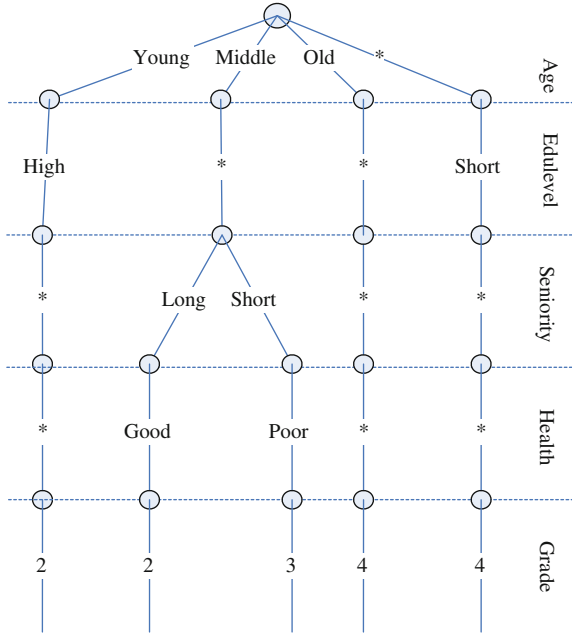 Young Middle Old * Age
High * * Short Edulevel
* Long Short * * Seniority
* Good Poor * * Health
2 2 3 4 4 Grade